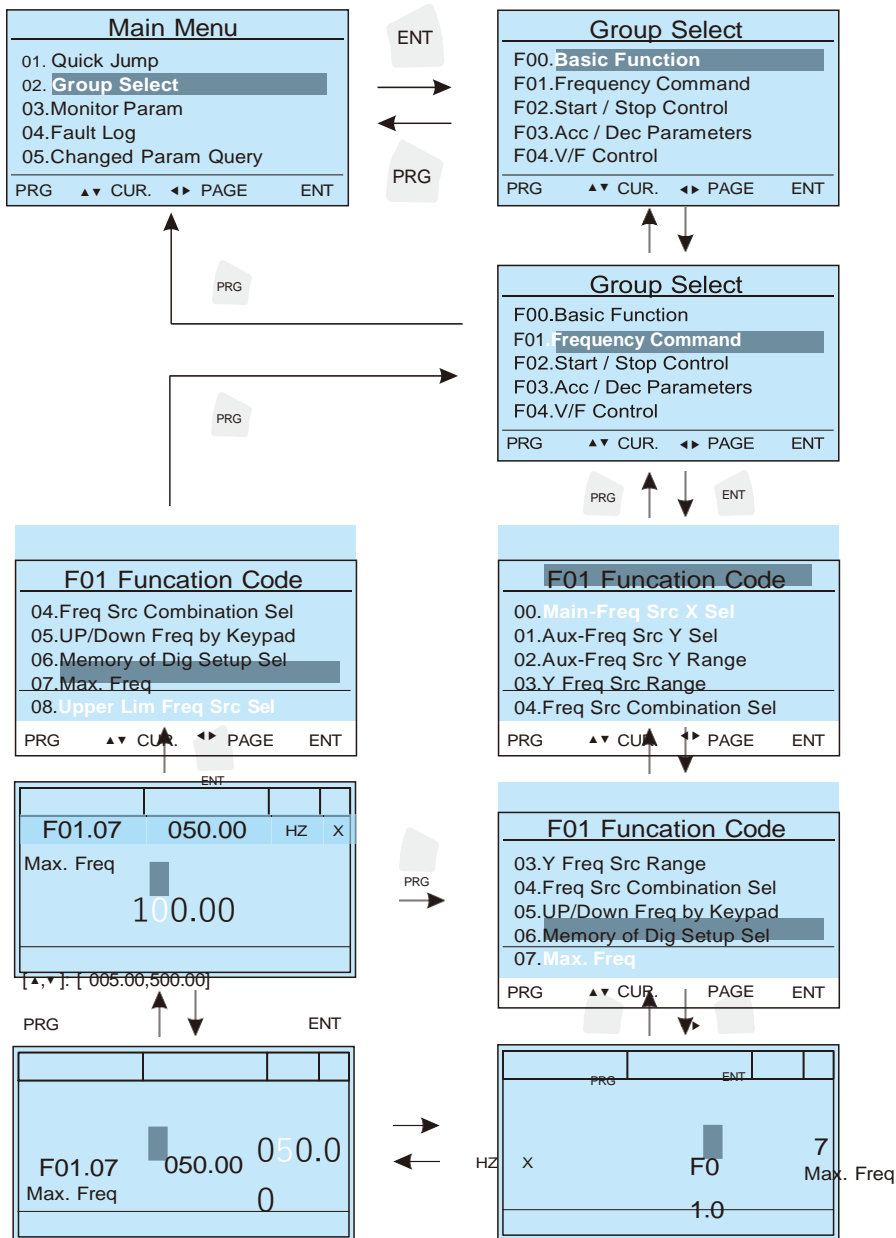 Main Menu
01. Quick Jump
02. Group Select
03.Monitor Param
04.Fault Log
05.Changed Param Query
PRG ▲▼ CUR. ◄► PAGE ENT
ENT
PRG
Group Select
F00.Basic Function
F01.Frequency Command
F02.Start / Stop Control
F03.Acc / Dec Parameters
F04.V/F Control
PRG ▲▼ CUR. ◄► PAGE ENT
PRG
Group Select
F00.Basic Function
F01.Frequency Command
F02.Start / Stop Control
F03.Acc / Dec Parameters
F04.V/F Control
PRG ▲▼ CUR. ◄► PAGE ENT
PRG
PRG
ENT
F01 Funcation Code
04.Freq Src Combination Sel
05.UP/Down Freq by Keypad
06.Memory of Dig Setup Sel
07.Max. Freq
08.Upper Lim Freq Src Sel
PRG ▲▼ CUR. ◄► PAGE ENT
ENT
F01 Funcation Code
00.Main-Freq Src X Sel
01.Aux-Freq Src Y Sel
02.Aux-Freq Src Y Range
03.Y Freq Src Range
04.Freq Src Combination Sel
PRG ▲▼ CUR. ◄► PAGE ENT
F01.07 050.00 HZ X
Max. Freq
100.00
[▲,▼]: [ 005.00,500.00]
PRG ENT
PRG
F01 Funcation Code
03.Y Freq Src Range
04.Freq Src Combination Sel
05.UP/Down Freq by Keypad
06.Memory of Dig Setup Sel
07.Max. Freq
PRG ▲▼ CUR. ► PAGE ENT
F01.07 050.00 050.0
Max. Freq 0
PRG ENT
HZ X F0 7
Max. Freq
1.0